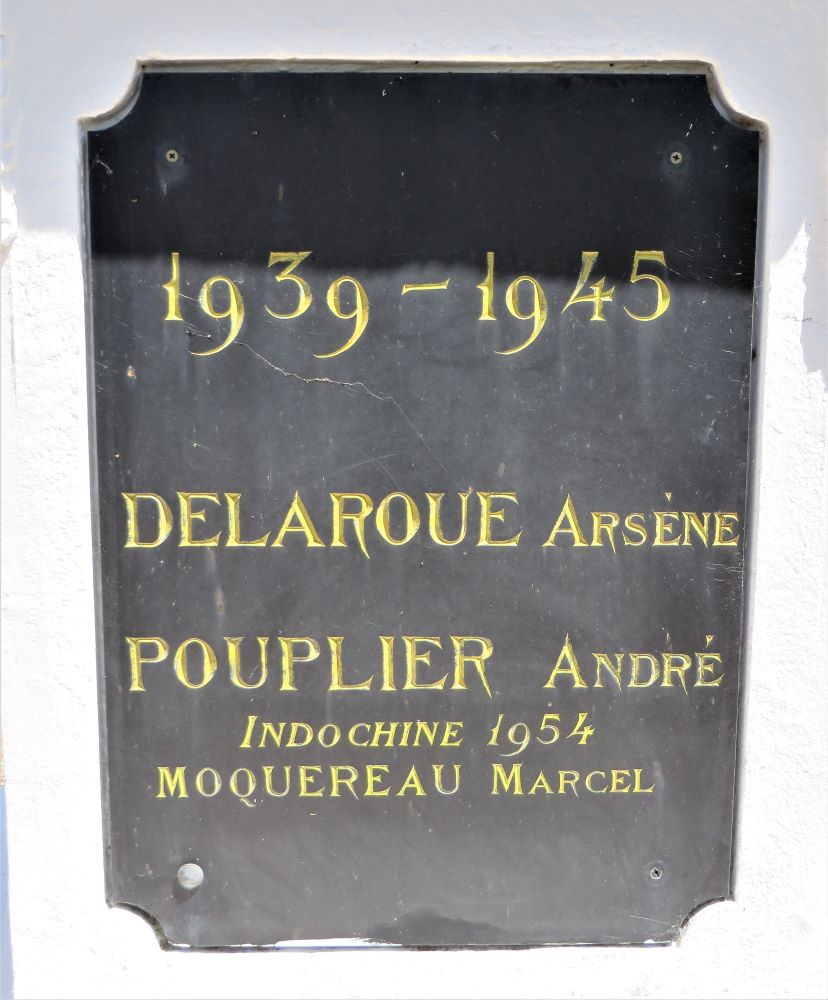 1939 - 1945
DELAROUE ARSÈNE
POUPLIER ANDRÉ
INDOCHINE 1954
MOQUEREAU MARCEL